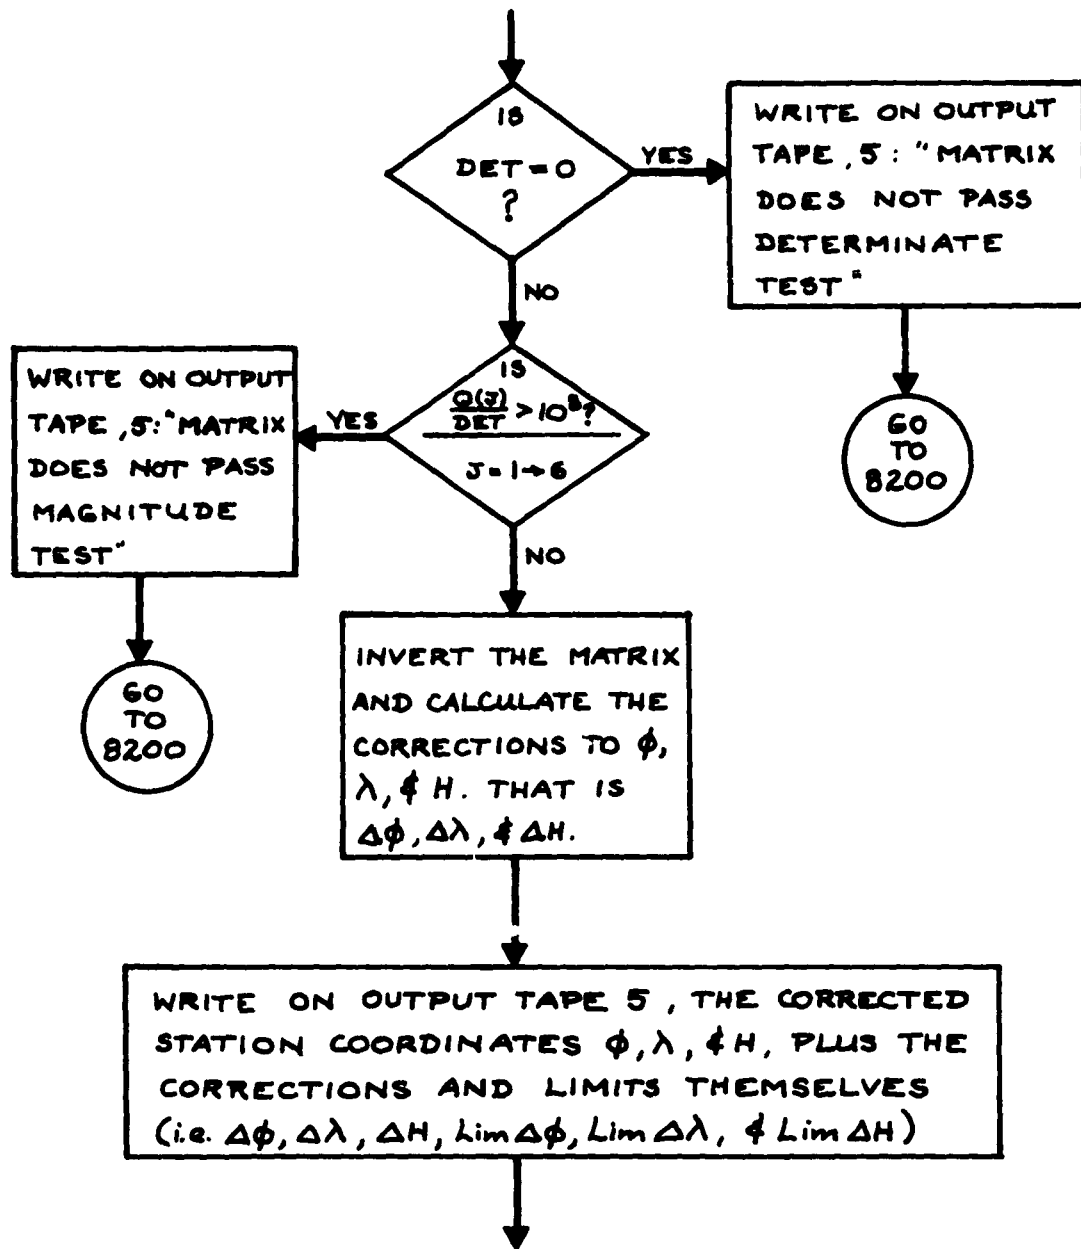 IS
DET = 0
?
YES
WRITE ON OUTPUT
TAPE, 5: "MATRIX
DOES NOT PASS
DETERMINATE
TEST"
GO
TO
8200
NO
IS
Q(J)/DET > 10⁸?
J = 1→6
YES
WRITE ON OUTPUT
TAPE, 5: "MATRIX
DOES NOT PASS
MAGNITUDE
TEST"
GO
TO
8200
NO
INVERT THE MATRIX
AND CALCULATE THE
CORRECTIONS TO ϕ,
λ, & H. THAT IS
Δϕ, Δλ, & ΔH.
WRITE ON OUTPUT TAPE 5, THE CORRECTED
STATION COORDINATES ϕ, λ, & H, PLUS THE
CORRECTIONS AND LIMITS THEMSELVES
(i.e. Δϕ, Δλ, ΔH, Lim Δϕ, Lim Δλ, & Lim ΔH)